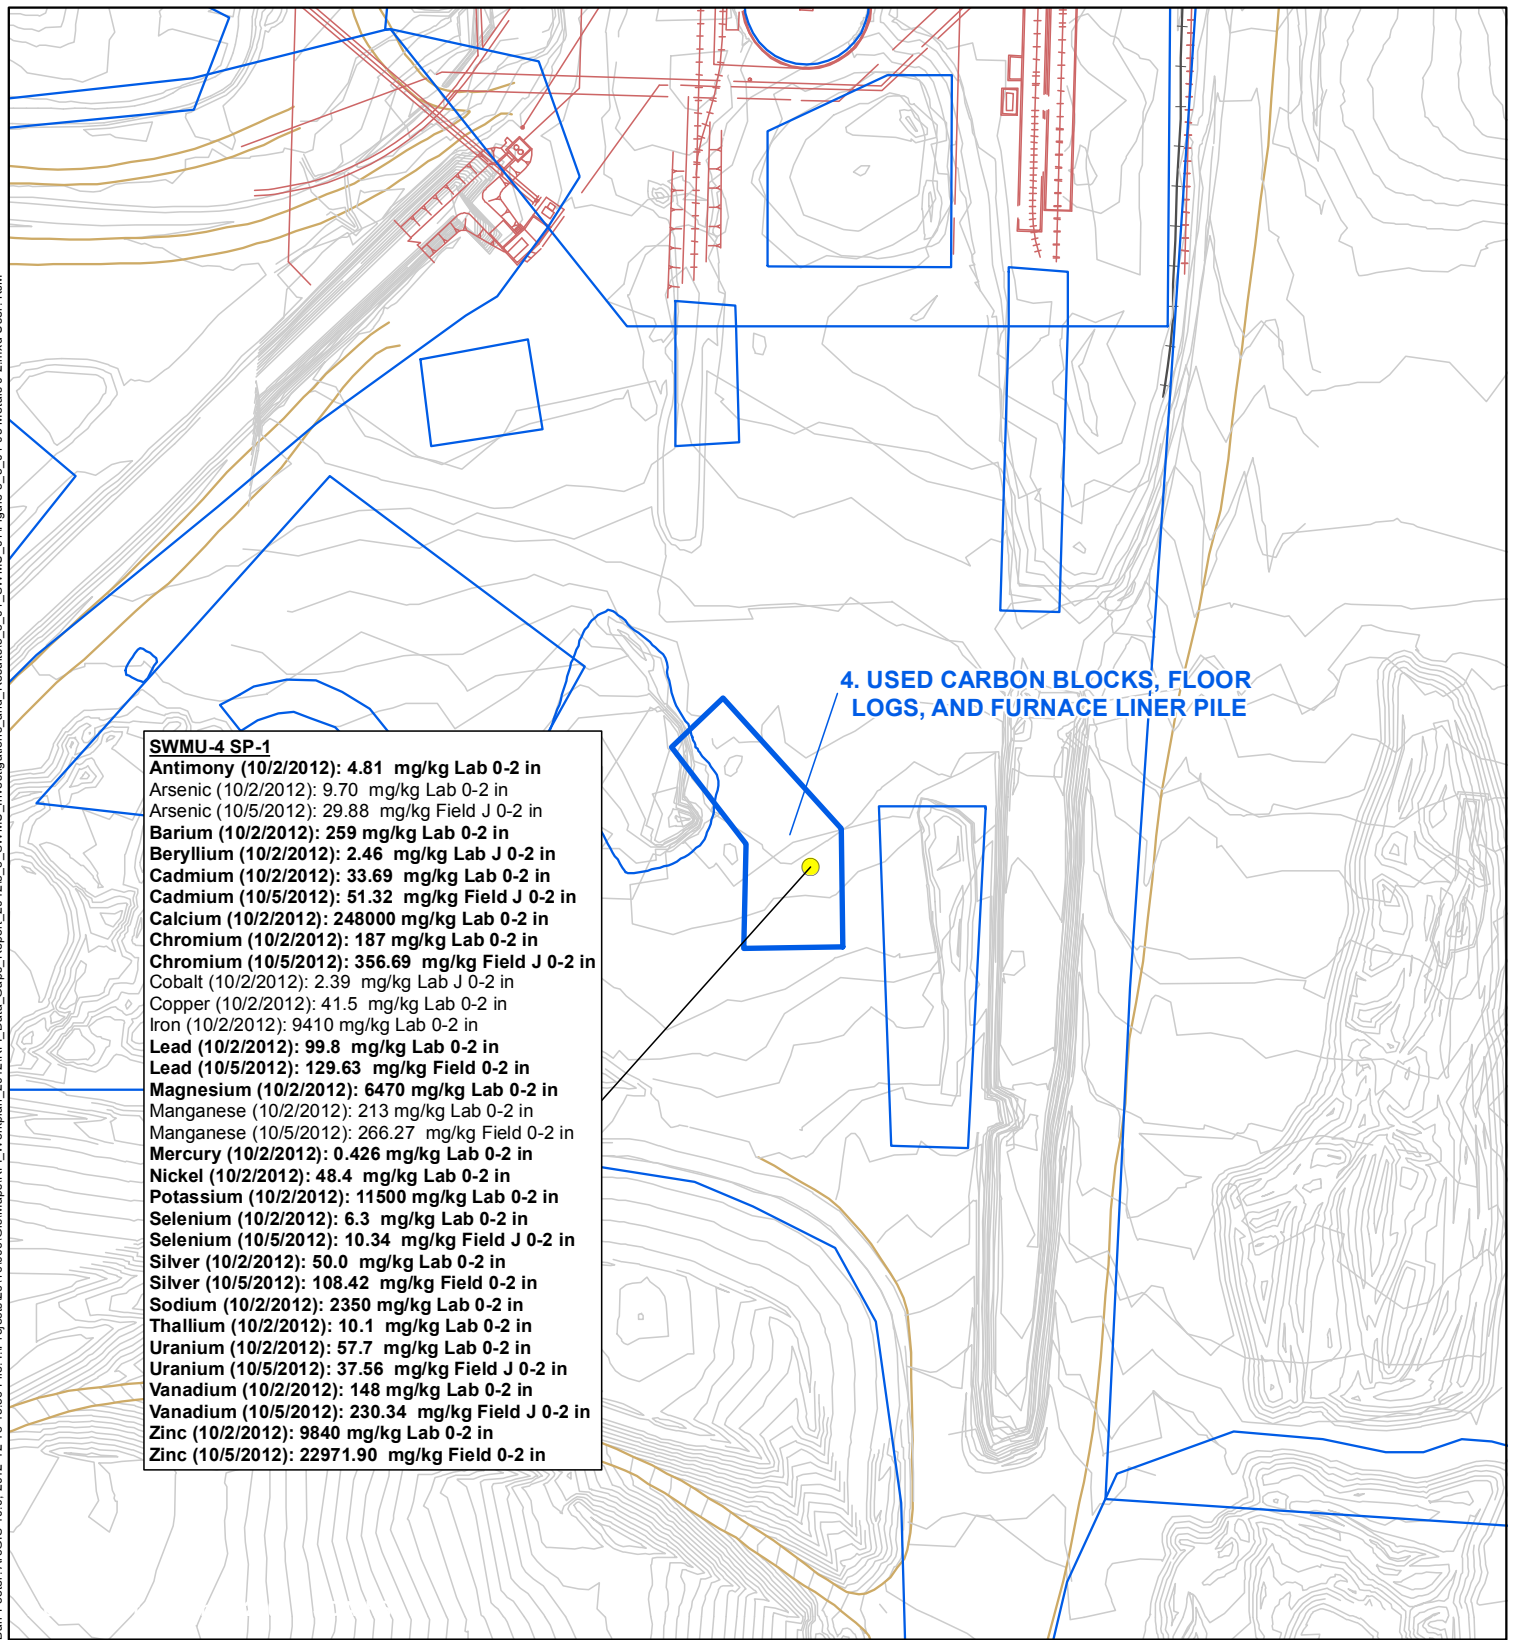 4. USED CARBON BLOCKS, FLOOR
LOGS, AND FURNACE LINER PILE
SWMU-4 SP-1
Antimony (10/2/2012): 4.81 mg/kg Lab 0-2 in
Arsenic (10/2/2012): 9.70 mg/kg Lab 0-2 in
Arsenic (10/5/2012): 29.88 mg/kg Field J 0-2 in
Barium (10/2/2012): 259 mg/kg Lab 0-2 in
Beryllium (10/2/2012): 2.46 mg/kg Lab J 0-2 in
Cadmium (10/2/2012): 33.69 mg/kg Lab 0-2 in
Cadmium (10/5/2012): 51.32 mg/kg Field J 0-2 in
Calcium (10/2/2012): 248000 mg/kg Lab 0-2 in
Chromium (10/2/2012): 187 mg/kg Lab 0-2 in
Chromium (10/5/2012): 356.69 mg/kg Field J 0-2 in
Cobalt (10/2/2012): 2.39 mg/kg Lab J 0-2 in
Copper (10/2/2012): 41.5 mg/kg Lab 0-2 in
Iron (10/2/2012): 9410 mg/kg Lab 0-2 in
Lead (10/2/2012): 99.8 mg/kg Lab 0-2 in
Lead (10/5/2012): 129.63 mg/kg Field 0-2 in
Magnesium (10/2/2012): 6470 mg/kg Lab 0-2 in
Manganese (10/2/2012): 213 mg/kg Lab 0-2 in
Manganese (10/5/2012): 266.27 mg/kg Field 0-2 in
Mercury (10/2/2012): 0.426 mg/kg Lab 0-2 in
Nickel (10/2/2012): 48.4 mg/kg Lab 0-2 in
Potassium (10/2/2012): 11500 mg/kg Lab 0-2 in
Selenium (10/2/2012): 6.3 mg/kg Lab 0-2 in
Selenium (10/5/2012): 10.34 mg/kg Field J 0-2 in
Silver (10/2/2012): 50.0 mg/kg Lab 0-2 in
Silver (10/5/2012): 108.42 mg/kg Field 0-2 in
Sodium (10/2/2012): 2350 mg/kg Lab 0-2 in
Thallium (10/2/2012): 10.1 mg/kg Lab 0-2 in
Uranium (10/2/2012): 57.7 mg/kg Lab 0-2 in
Uranium (10/5/2012): 37.56 mg/kg Field J 0-2 in
Vanadium (10/2/2012): 148 mg/kg Lab 0-2 in
Vanadium (10/5/2012): 230.34 mg/kg Field J 0-2 in
Zinc (10/2/2012): 9840 mg/kg Lab 0-2 in
Zinc (10/5/2012): 22971.90 mg/kg Field 0-2 in